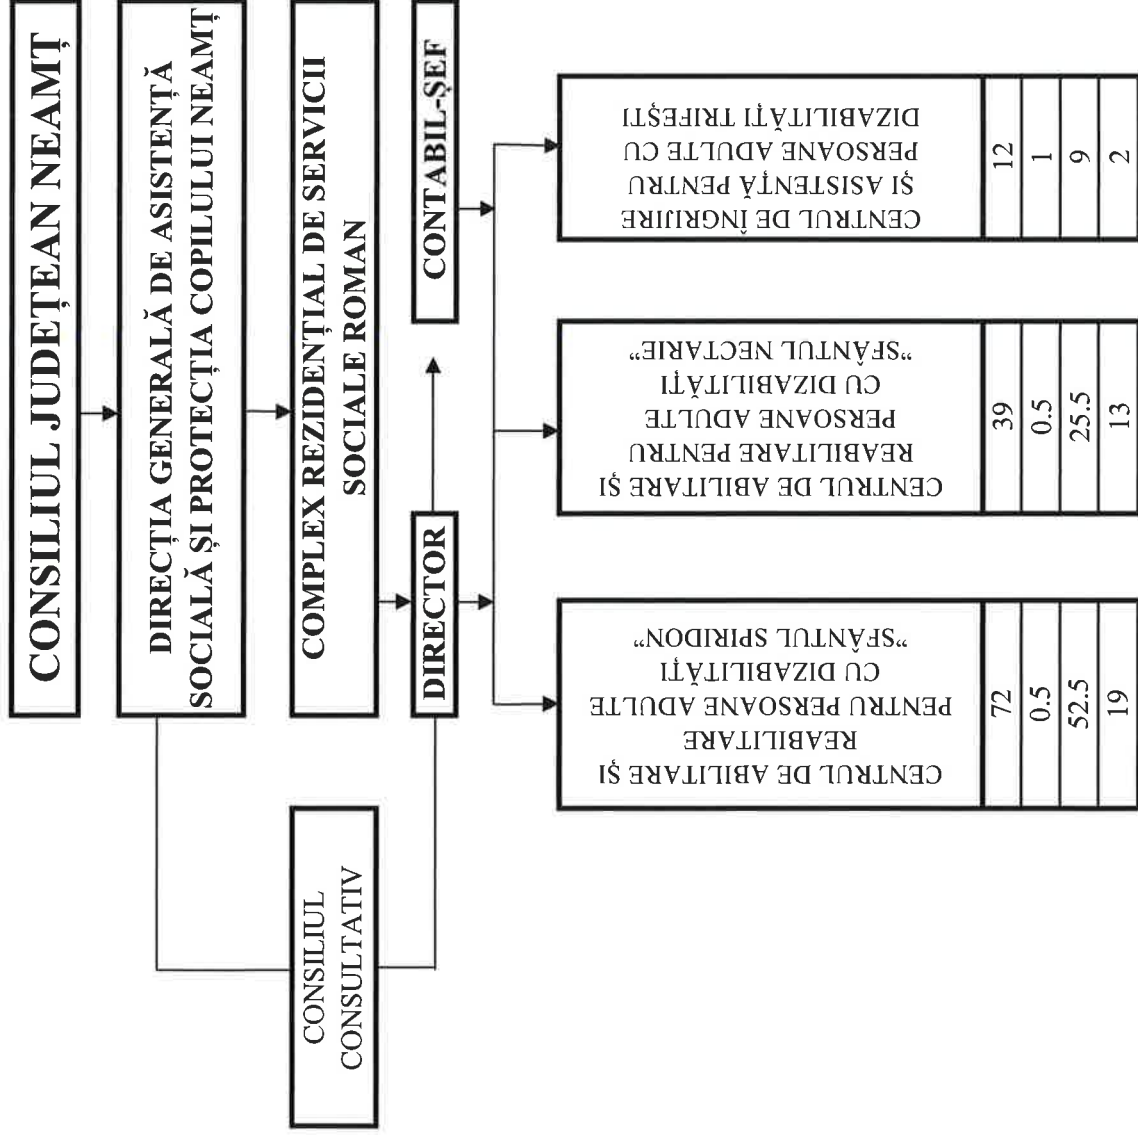 CONSILIUL JUDEȚEAN NEAMȚ
DIRECȚIA GENERALĂ DE ASISTENȚĂ
SOCIALĂ ȘI PROTECȚIA COPILULUI NEAMȚ
COMPLEX REZIDENȚIAL DE SERVICII
SOCIALE ROMAN
CONSILIUL
CONSULTATIV
DIRECTOR
CONTABIL-ȘEF
CENTRUL DE ABILITARE ȘI
REABILITARE
PENTRU PERSOANE ADULTE
CU DIZABILITĂȚI
”SFÂNTUL SPIRIDON”
72
0.5
52.5
19
CENTRUL DE ABILITARE ȘI
REABILITARE PENTRU
PERSOANE ADULTE
CU DIZABILITĂȚI
”SFÂNTUL NECTARIE”
39
0.5
25.5
13
CENTRUL DE ÎNGRIJIRE
ȘI ASISTENȚĂ PENTRU
PERSOANE ADULTE CU
DIZABILITĂȚI TRIFEȘTI
12
1
9
2